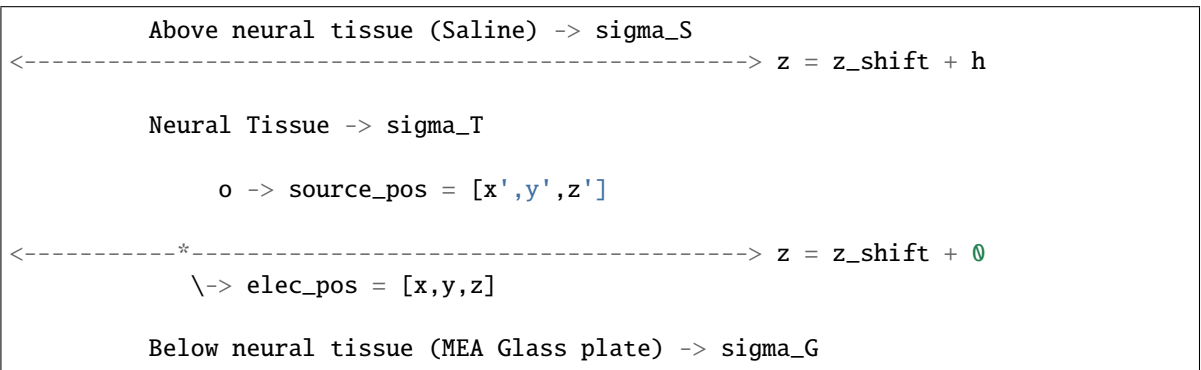 Above neural tissue (Saline) -> sigma_S
<----------------------------------------------------> z = z_shift + h
Neural Tissue -> sigma_T
o -> source_pos = [x',y',z']
<-----------*----------------------------------------> z = z_shift + 0
\-> elec_pos = [x,y,z]
Below neural tissue (MEA Glass plate) -> sigma_G